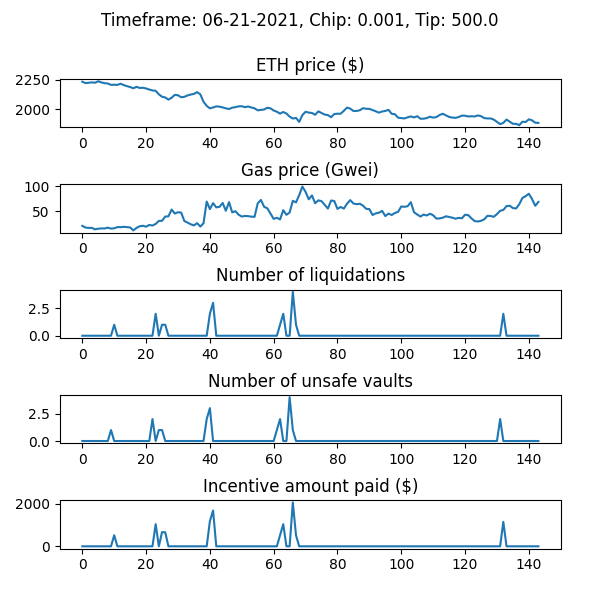 Timeframe: 06-21-2021, Chip: 0.001, Tip: 500.0
ETH price ($)
2250
2000
0 20 40 60 80 100 120 140
Gas price (Gwei)
100
50
0 20 40 60 80 100 120 140
Number of liquidations
2.5
0.0
0 20 40 60 80 100 120 140
Number of unsafe vaults
2.5
0.0
0 20 40 60 80 100 120 140
Incentive amount paid ($)
2000
0
0 20 40 60 80 100 120 140